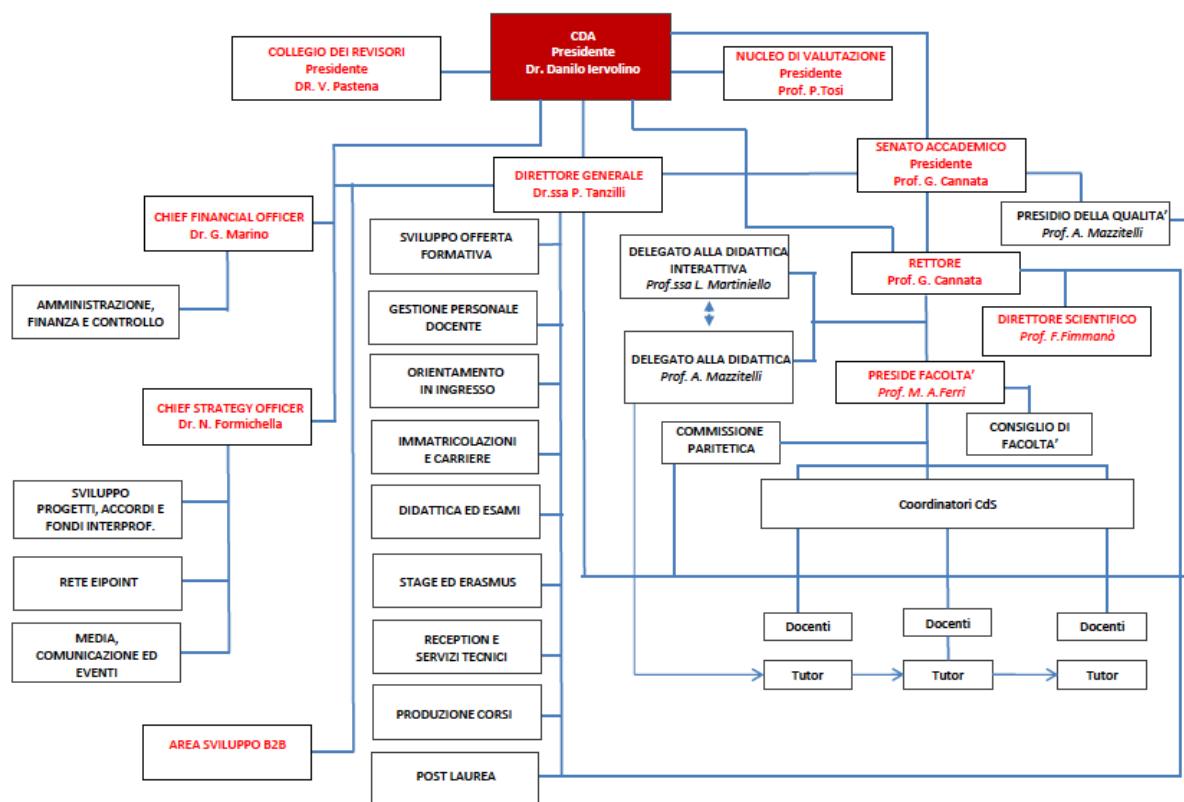 CDA
Presidente
Dr. Danilo Iervolino
COLLEGIO DEI REVISORI
Presidente
DR. V. Pastena
NUCLEO DI VALUTAZIONE
Presidente
Prof. P.Tosi
SENATO ACCADEMICO
Presidente
Prof. G. Cannata
DIRETTORE GENERALE
Dr.ssa P. Tanzilli
CHIEF FINANCIAL OFFICER
Dr. G. Marino
PRESIDIO DELLA QUALITA'
Prof. A. Mazzitelli
SVILUPPO OFFERTA
FORMATIVA
DELEGATO ALLA DIDATTICA
INTERATTIVA
Prof.ssa L. Martiniello
RETTORE
Prof. G. Cannata
AMMINISTRAZIONE,
FINANZA E CONTROLLO
GESTIONE PERSONALE
DOCENTE
DIRETTORE SCIENTIFICO
Prof. F.Fimmanò
DELEGATO ALLA DIDATTICA
Prof. A. Mazzitelli
ORIENTAMENTO
IN INGRESSO
PRESIDE FACOLTA'
Prof. M. A.Ferri
CHIEF STRATEGY OFFICER
Dr. N. Formichella
IMMATRICOLAZIONI
E CARRIERE
COMMISSIONE
PARITETICA
CONSIGLIO DI
FACOLTA'
SVILUPPO
PROGETTI, ACCORDI E
FONDI INTERPROF.
DIDATTICA ED ESAMI
Coordinatori CdS
RETE EIPOINT
STAGE ED ERASMUS
MEDIA,
COMUNICAZIONE ED
EVENTI
RECEPTION E
SERVIZI TECNICI
Docenti
Docenti
Docenti
Tutor
Tutor
Tutor
PRODUZIONE CORSI
AREA SVILUPPO B2B
POST LAUREA